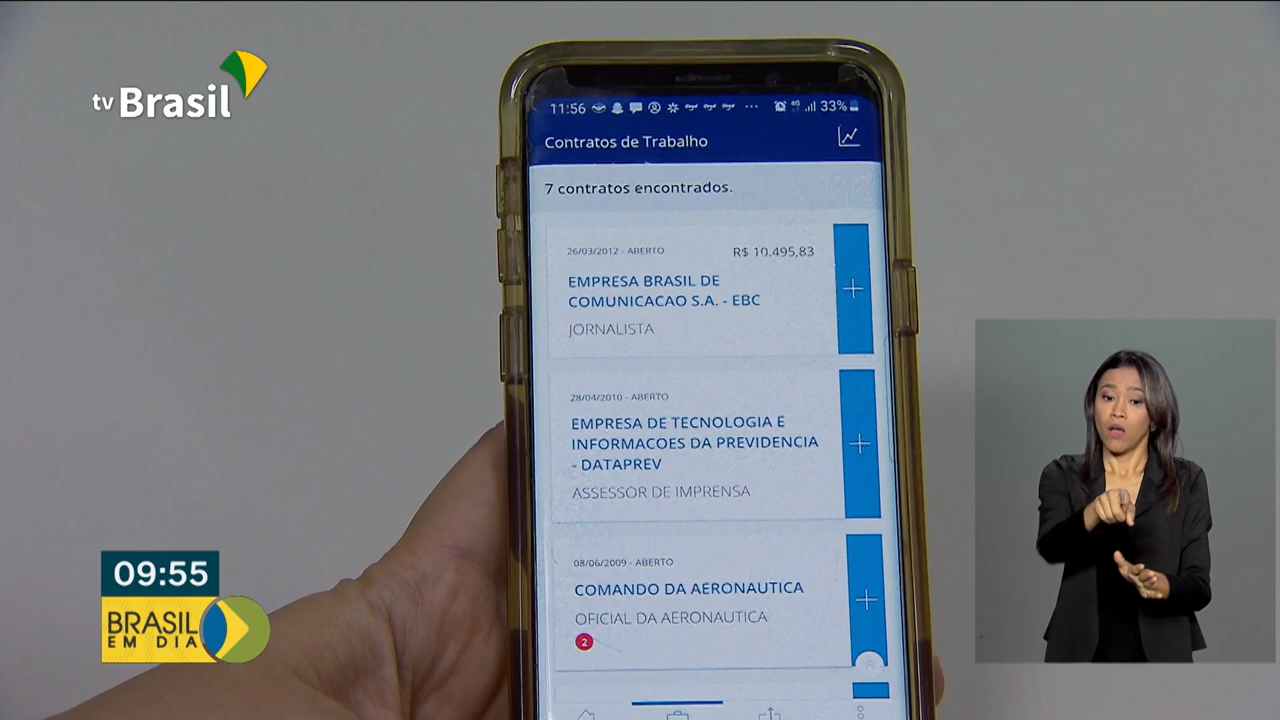 tv Brasil
11:56
4G
33%
Contratos de Trabalho
7 contratos encontrados.
26/03/2012 - ABERTO
R$ 10.495,83
EMPRESA BRASIL DE
COMUNICACAO S.A. - EBC
JORNALISTA
28/04/2010 - ABERTO
EMPRESA DE TECNOLOGIA E
INFORMACOES DA PREVIDENCIA
- DATAPREV
ASSESSOR DE IMPRENSA
08/06/2009 - ABERTO
COMANDO DA AERONAUTICA
OFICIAL DA AERONAUTICA
2
09:55
BRASIL
EM DIA